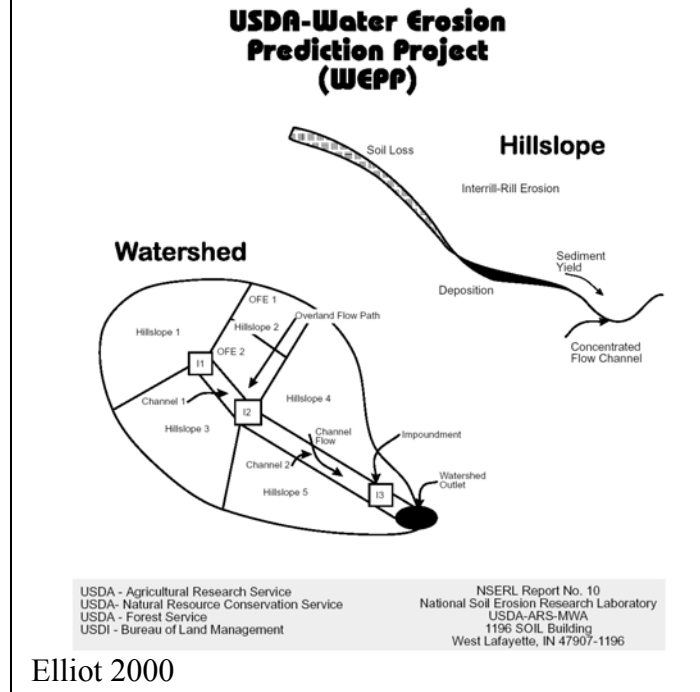 USDA-Water Erosion
Prediction Project
(WEPP)
Hillslope
Soil Loss
Interrill-Rill Erosion
Sediment
Yield
Deposition
Concentrated
Flow Channel
Watershed
OFE 1
Overland Flow Path
Hillslope 1
Hillslope 2
OFE 2
I1
Channel 1
I2
Hillslope 4
Hillslope 3
Channel
Flow
Impoundment
Channel 2
Watershed
Outlet
Hillslope 5
I3
USDA - Agricultural Research Service
USDA- Natural Resource Conservation Service
USDA - Forest Service
USDI - Bureau of Land Management
NSERL Report No. 10
National Soil Erosion Research Laboratory
USDA-ARS-MWA
1196 SOIL Building
West Lafayette, IN 47907-1196
Elliot 2000